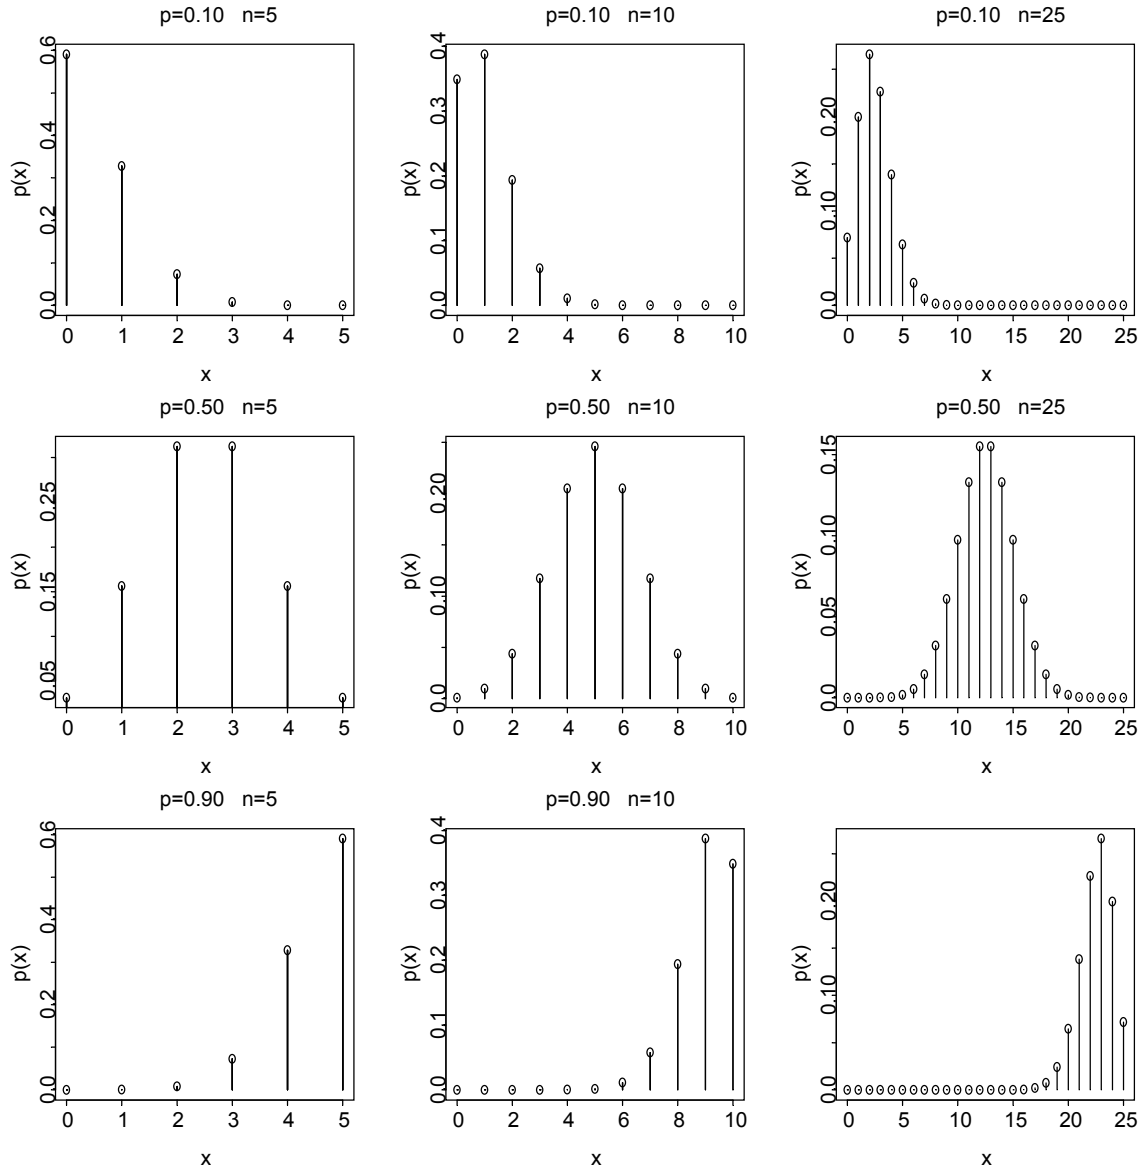 p=0.10 n=5
p(x)
0.0 0.2 0.4 0.6
0 1 2 3 4 5
x
p=0.10 n=10
p(x)
0.0 0.1 0.2 0.3 0.4
0 2 4 6 8 10
x
p=0.10 n=25
p(x)
0.0 0.10 0.20
0 5 10 15 20 25
x
p=0.50 n=5
p(x)
0.05 0.15 0.25
0 1 2 3 4 5
x
p=0.50 n=10
p(x)
0.0 0.10 0.20
0 2 4 6 8 10
x
p=0.50 n=25
p(x)
0.0 0.05 0.10 0.15
0 5 10 15 20 25
x
p=0.90 n=5
p(x)
0.0 0.2 0.4 0.6
0 1 2 3 4 5
x
p=0.90 n=10
p(x)
0.0 0.1 0.2 0.3 0.4
0 2 4 6 8 10
x
p(x)
0.0 0.10 0.20
0 5 10 15 20 25
x